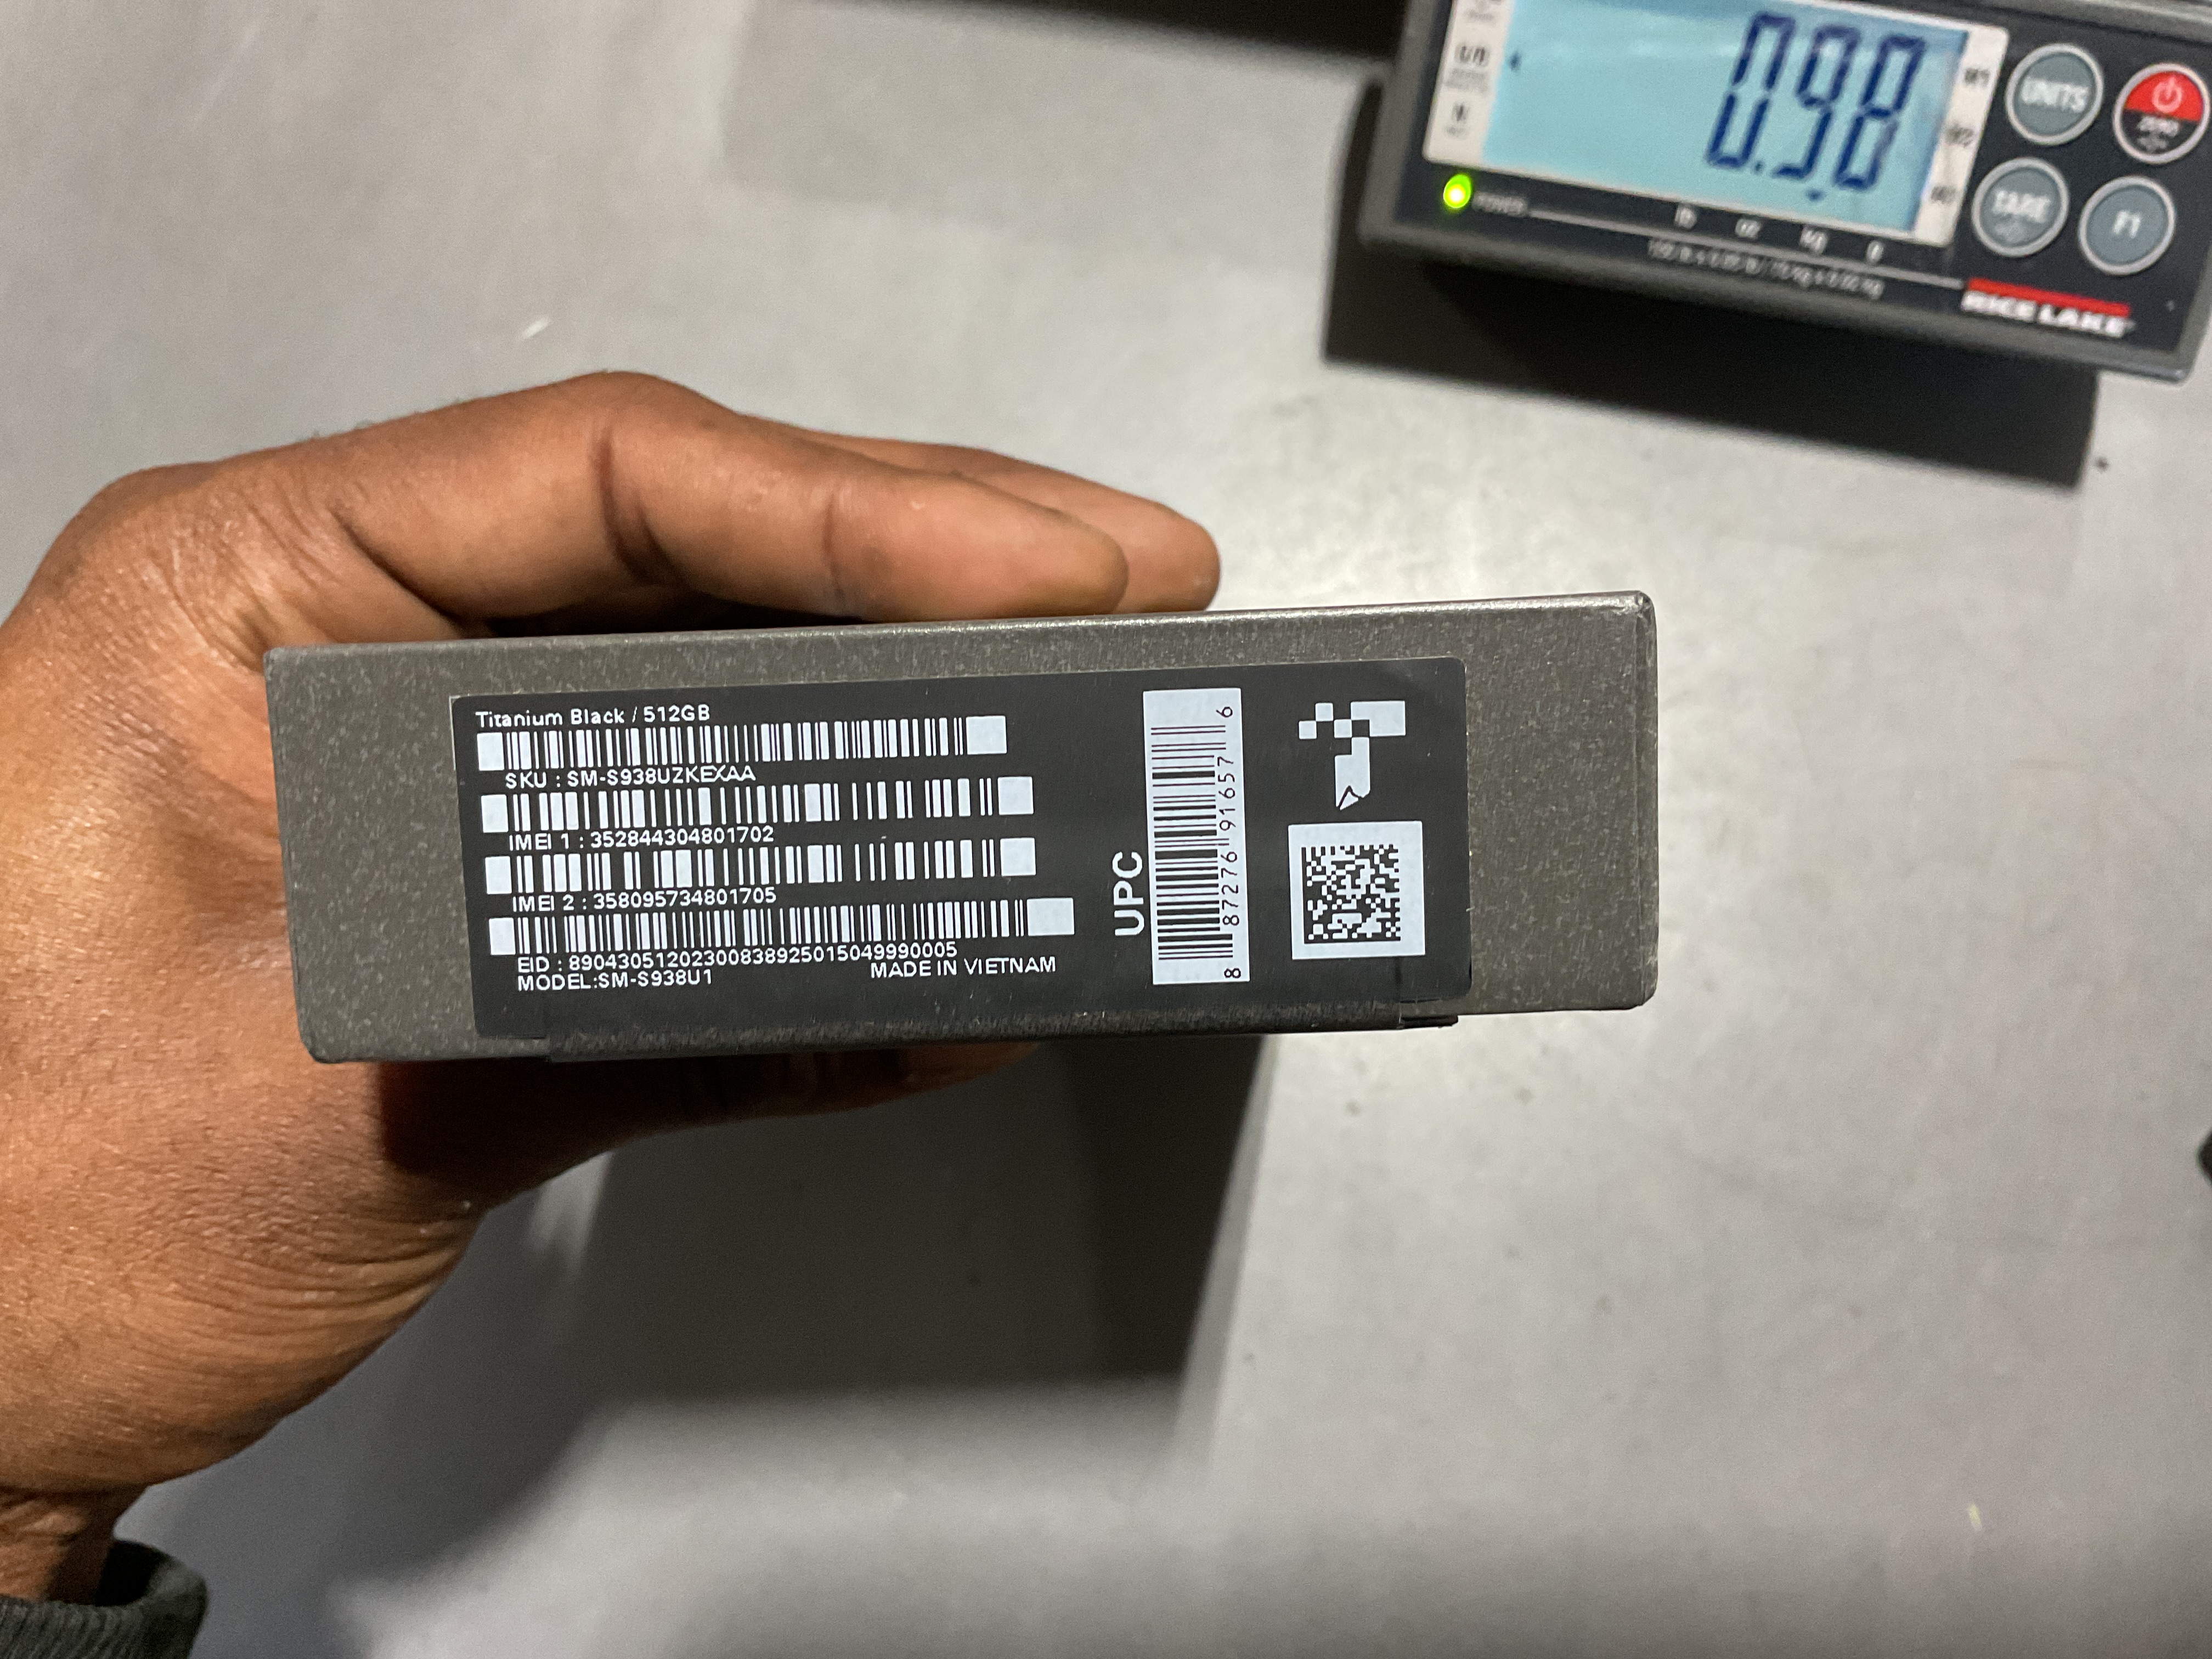 0.98
UNITS
ZERO
TARE
F1
POWER
lb oz kg g
RICE LAKE
Titanium Black / 512GB
SKU : SM-S938UZKEXAA
IMEI 1 : 352844304801702
IMEI 2 : 358095734801705
EID : 89043051202300838925015049990005
MADE IN VIETNAM
MODEL:SM-S938U1
UPC
8 87276 91657 6